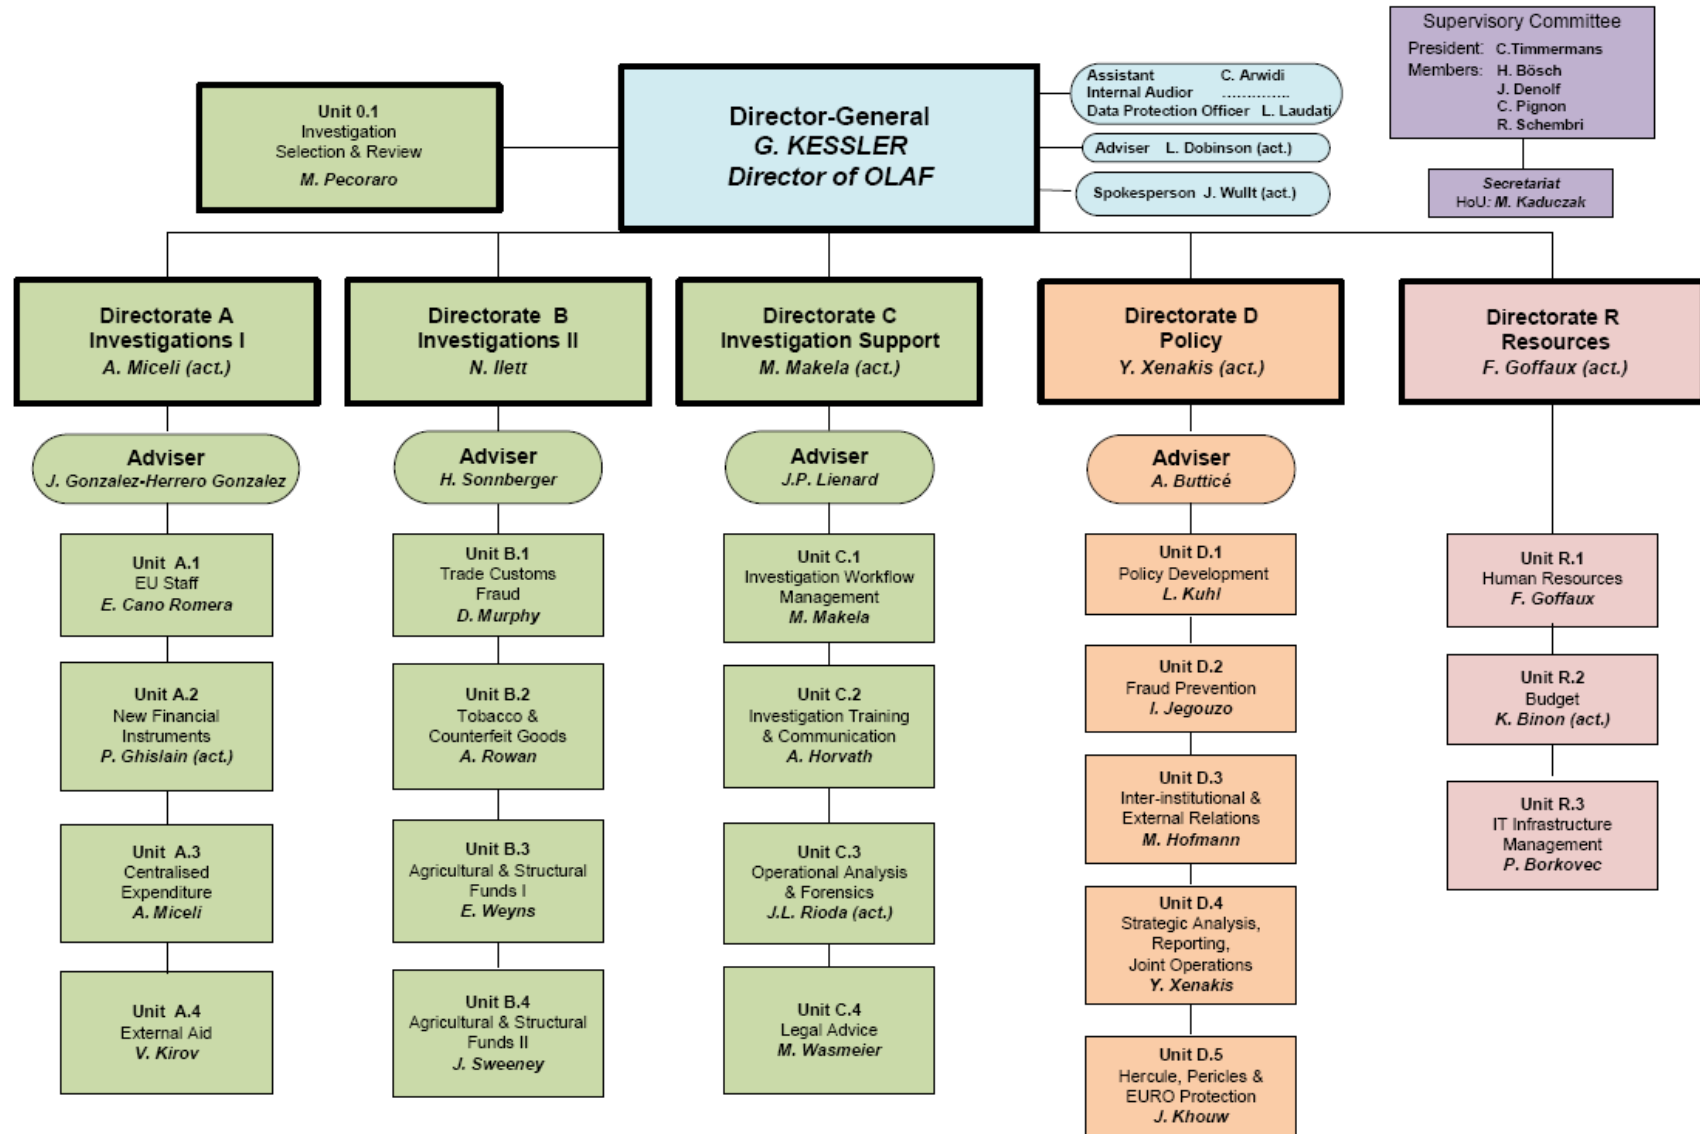 Supervisory Committee
President: C.Timmermans
Members: H. Bösch
J. Denolf
C. Pignon
R. Schembri
Secretariat
HoU: M. Kaduczak
Unit 0.1
Investigation
Selection & Review
M. Pecoraro
Director-General
G. KESSLER
Director of OLAF
Assistant C. Arwidi
Internal Audior ..............
Data Protection Officer L. Laudati
Adviser L. Dobinson (act.)
Spokesperson J. Wullt (act.)
Directorate A
Investigations I
A. Miceli (act.)
Adviser
J. Gonzalez-Herrero Gonzalez
Unit A.1
EU Staff
E. Cano Romera
Unit A.2
New Financial
Instruments
P. Ghislain (act.)
Unit A.3
Centralised
Expenditure
A. Miceli
Unit A.4
External Aid
V. Kirov
Directorate B
Investigations II
N. Ilett
Adviser
H. Sonnberger
Unit B.1
Trade Customs
Fraud
D. Murphy
Unit B.2
Tobacco &
Counterfeit Goods
A. Rowan
Unit B.3
Agricultural & Structural
Funds I
E. Weyns
Unit B.4
Agricultural & Structural
Funds II
J. Sweeney
Directorate C
Investigation Support
M. Makela (act.)
Adviser
J.P. Lienard
Unit C.1
Investigation Workflow
Management
M. Makela
Unit C.2
Investigation Training
& Communication
A. Horvath
Unit C.3
Operational Analysis
& Forensics
J.L. Rioda (act.)
Unit C.4
Legal Advice
M. Wasmeier
Directorate D
Policy
Y. Xenakis (act.)
Adviser
A. Butticé
Unit D.1
Policy Development
L. Kuhl
Unit D.2
Fraud Prevention
I. Jegouzo
Unit D.3
Inter-institutional &
External Relations
M. Hofmann
Unit D.4
Strategic Analysis,
Reporting,
Joint Operations
Y. Xenakis
Unit D.5
Hercule, Pericles &
EURO Protection
J. Khouw
Directorate R
Resources
F. Goffaux (act.)
Unit R.1
Human Resources
F. Goffaux
Unit R.2
Budget
K. Binon (act.)
Unit R.3
IT Infrastructure
Management
P. Borkovec